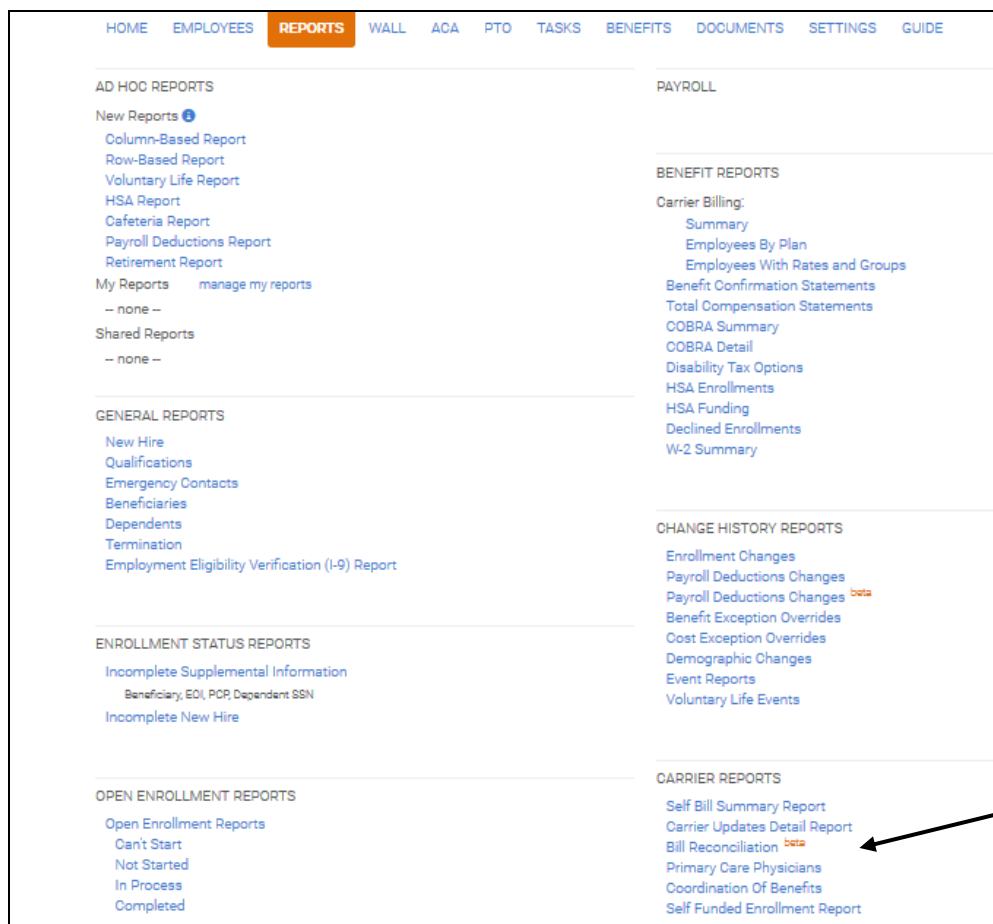 HOME EMPLOYEES REPORTS WALL ACA PTO TASKS BENEFITS DOCUMENTS SETTINGS GUIDE
AD HOC REPORTS
New Reports
Column-Based Report
Row-Based Report
Voluntary Life Report
HSA Report
Cafeteria Report
Payroll Deductions Report
Retirement Report
My Reports manage my reports
-- none --
Shared Reports
-- none --
GENERAL REPORTS
New Hire
Qualifications
Emergency Contacts
Beneficiaries
Dependents
Termination
Employment Eligibility Verification (I-9) Report
ENROLLMENT STATUS REPORTS
Incomplete Supplemental Information
Beneficiary, EOI, PCP, Dependent SSN
Incomplete New Hire
OPEN ENROLLMENT REPORTS
Open Enrollment Reports
Can't Start
Not Started
In Process
Completed
PAYROLL
BENEFIT REPORTS
Carrier Billing:
Summary
Employees By Plan
Employees With Rates and Groups
Benefit Confirmation Statements
Total Compensation Statements
COBRA Summary
COBRA Detail
Disability Tax Options
HSA Enrollments
HSA Funding
Declined Enrollments
W-2 Summary
CHANGE HISTORY REPORTS
Enrollment Changes
Payroll Deductions Changes
Payroll Deductions Changes beta
Benefit Exception Overrides
Cost Exception Overrides
Demographic Changes
Event Reports
Voluntary Life Events
CARRIER REPORTS
Self Bill Summary Report
Carrier Updates Detail Report
Bill Reconciliation beta
Primary Care Physicians
Coordination Of Benefits
Self Funded Enrollment Report